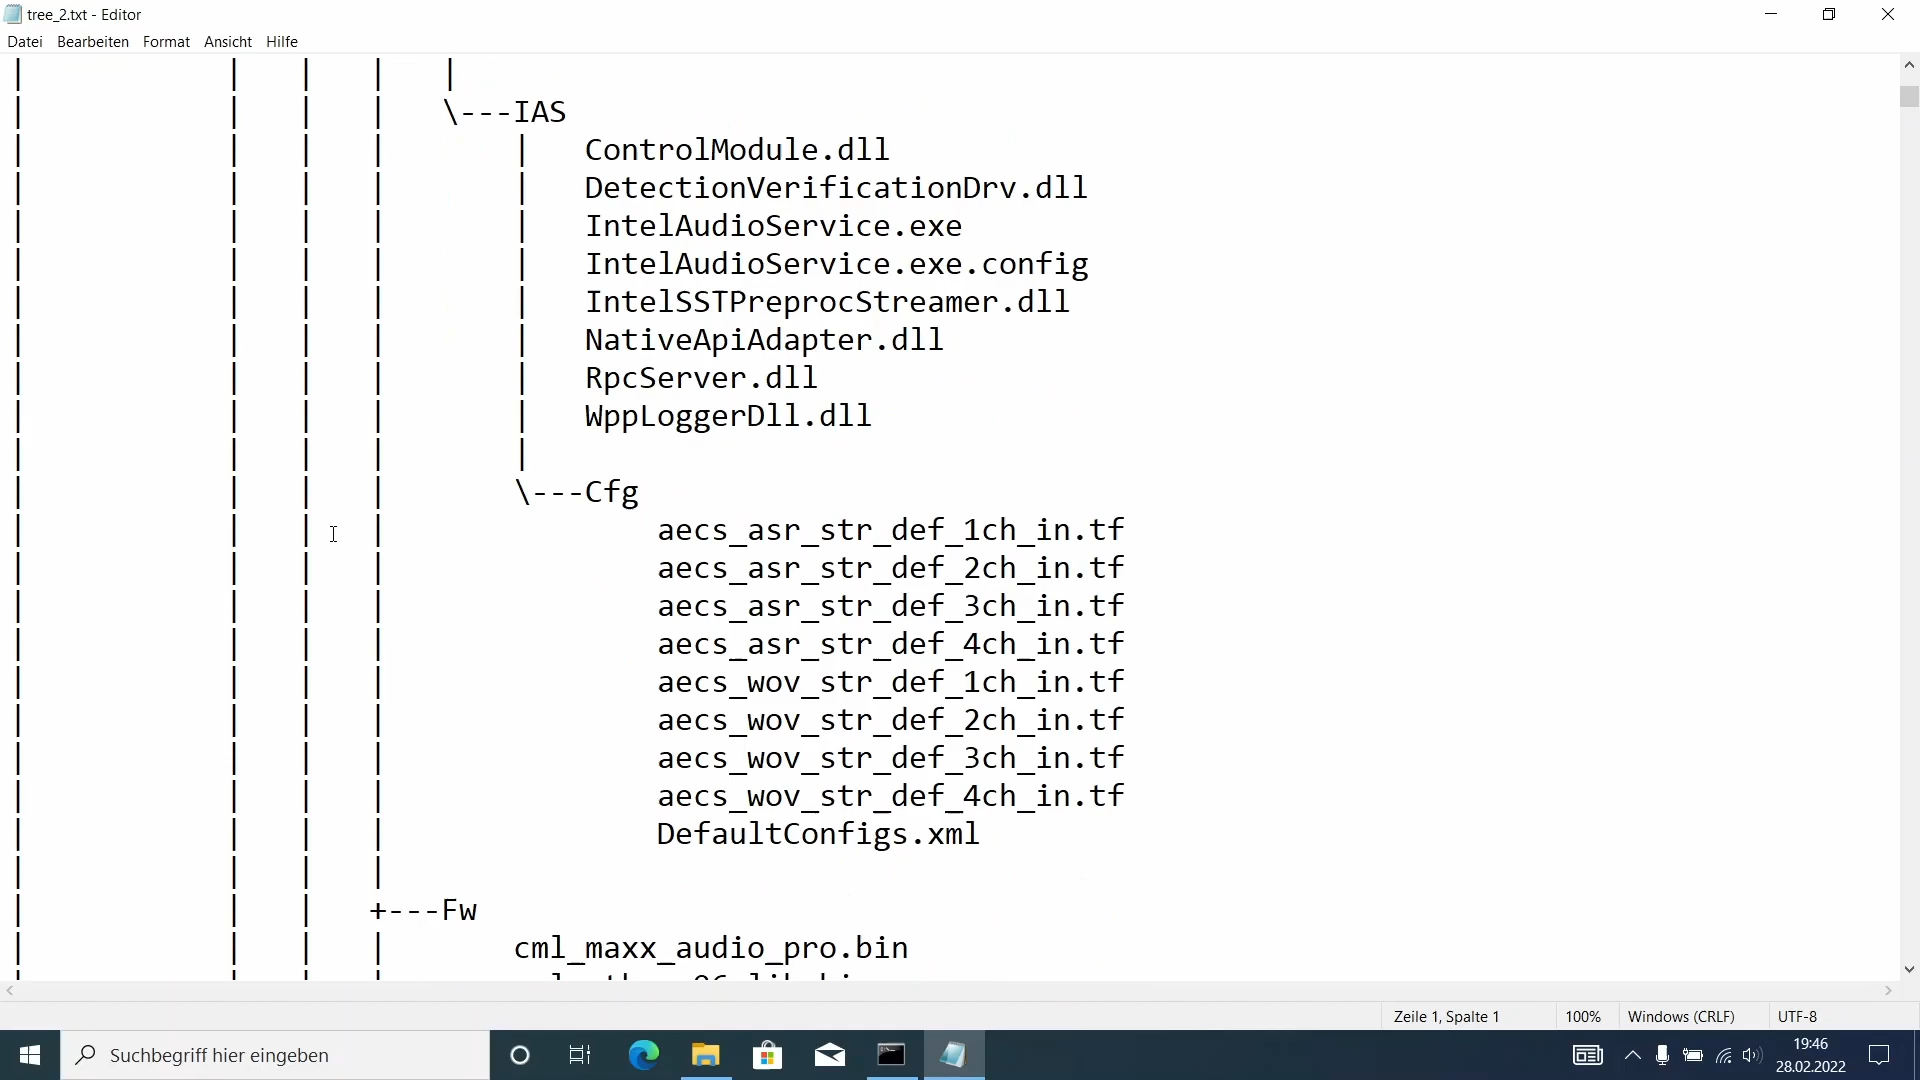 tree_2.txt - Editor
Datei Bearbeiten Format Ansicht Hilfe
| | | | |
| | | | \---IAS
| | | | | ControlModule.dll
| | | | | DetectionVerificationDrv.dll
| | | | | IntelAudioService.exe
| | | | | IntelAudioService.exe.config
| | | | | IntelSSTPreprocStreamer.dll
| | | | | NativeApiAdapter.dll
| | | | | RpcServer.dll
| | | | | WppLoggerDll.dll
| | | | |
| | | | \---Cfg
| | | | aecs_asr_str_def_1ch_in.tf
| | | | aecs_asr_str_def_2ch_in.tf
| | | | aecs_asr_str_def_3ch_in.tf
| | | | aecs_asr_str_def_4ch_in.tf
| | | | aecs_wov_str_def_1ch_in.tf
| | | | aecs_wov_str_def_2ch_in.tf
| | | | aecs_wov_str_def_3ch_in.tf
| | | | aecs_wov_str_def_4ch_in.tf
| | | | DefaultConfigs.xml
| | | |
| | | +---Fw
| | | | cml_maxx_audio_pro.bin
Zeile 1, Spalte 1 100% Windows (CRLF) UTF-8
Suchbegriff hier eingeben
19:46
28.02.2022